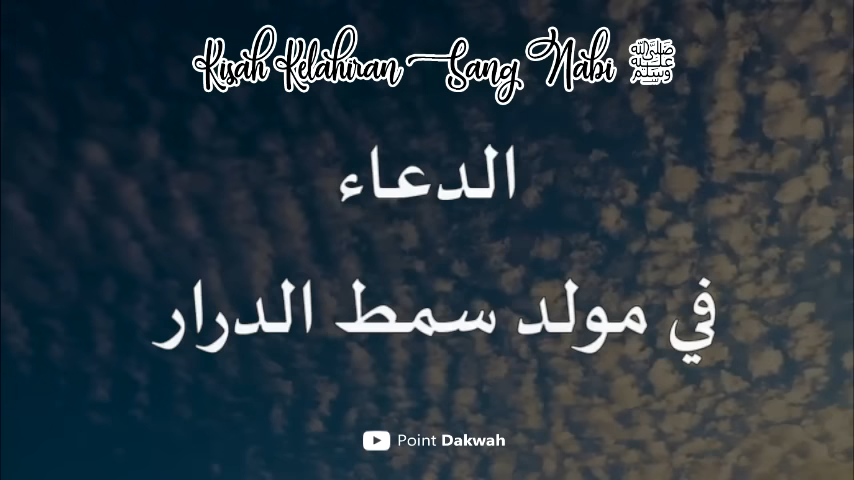 Kisah Kelahiran Sang Nabi ﷺ
الدعاء
في مولد سمط الدرار
Point Dakwah